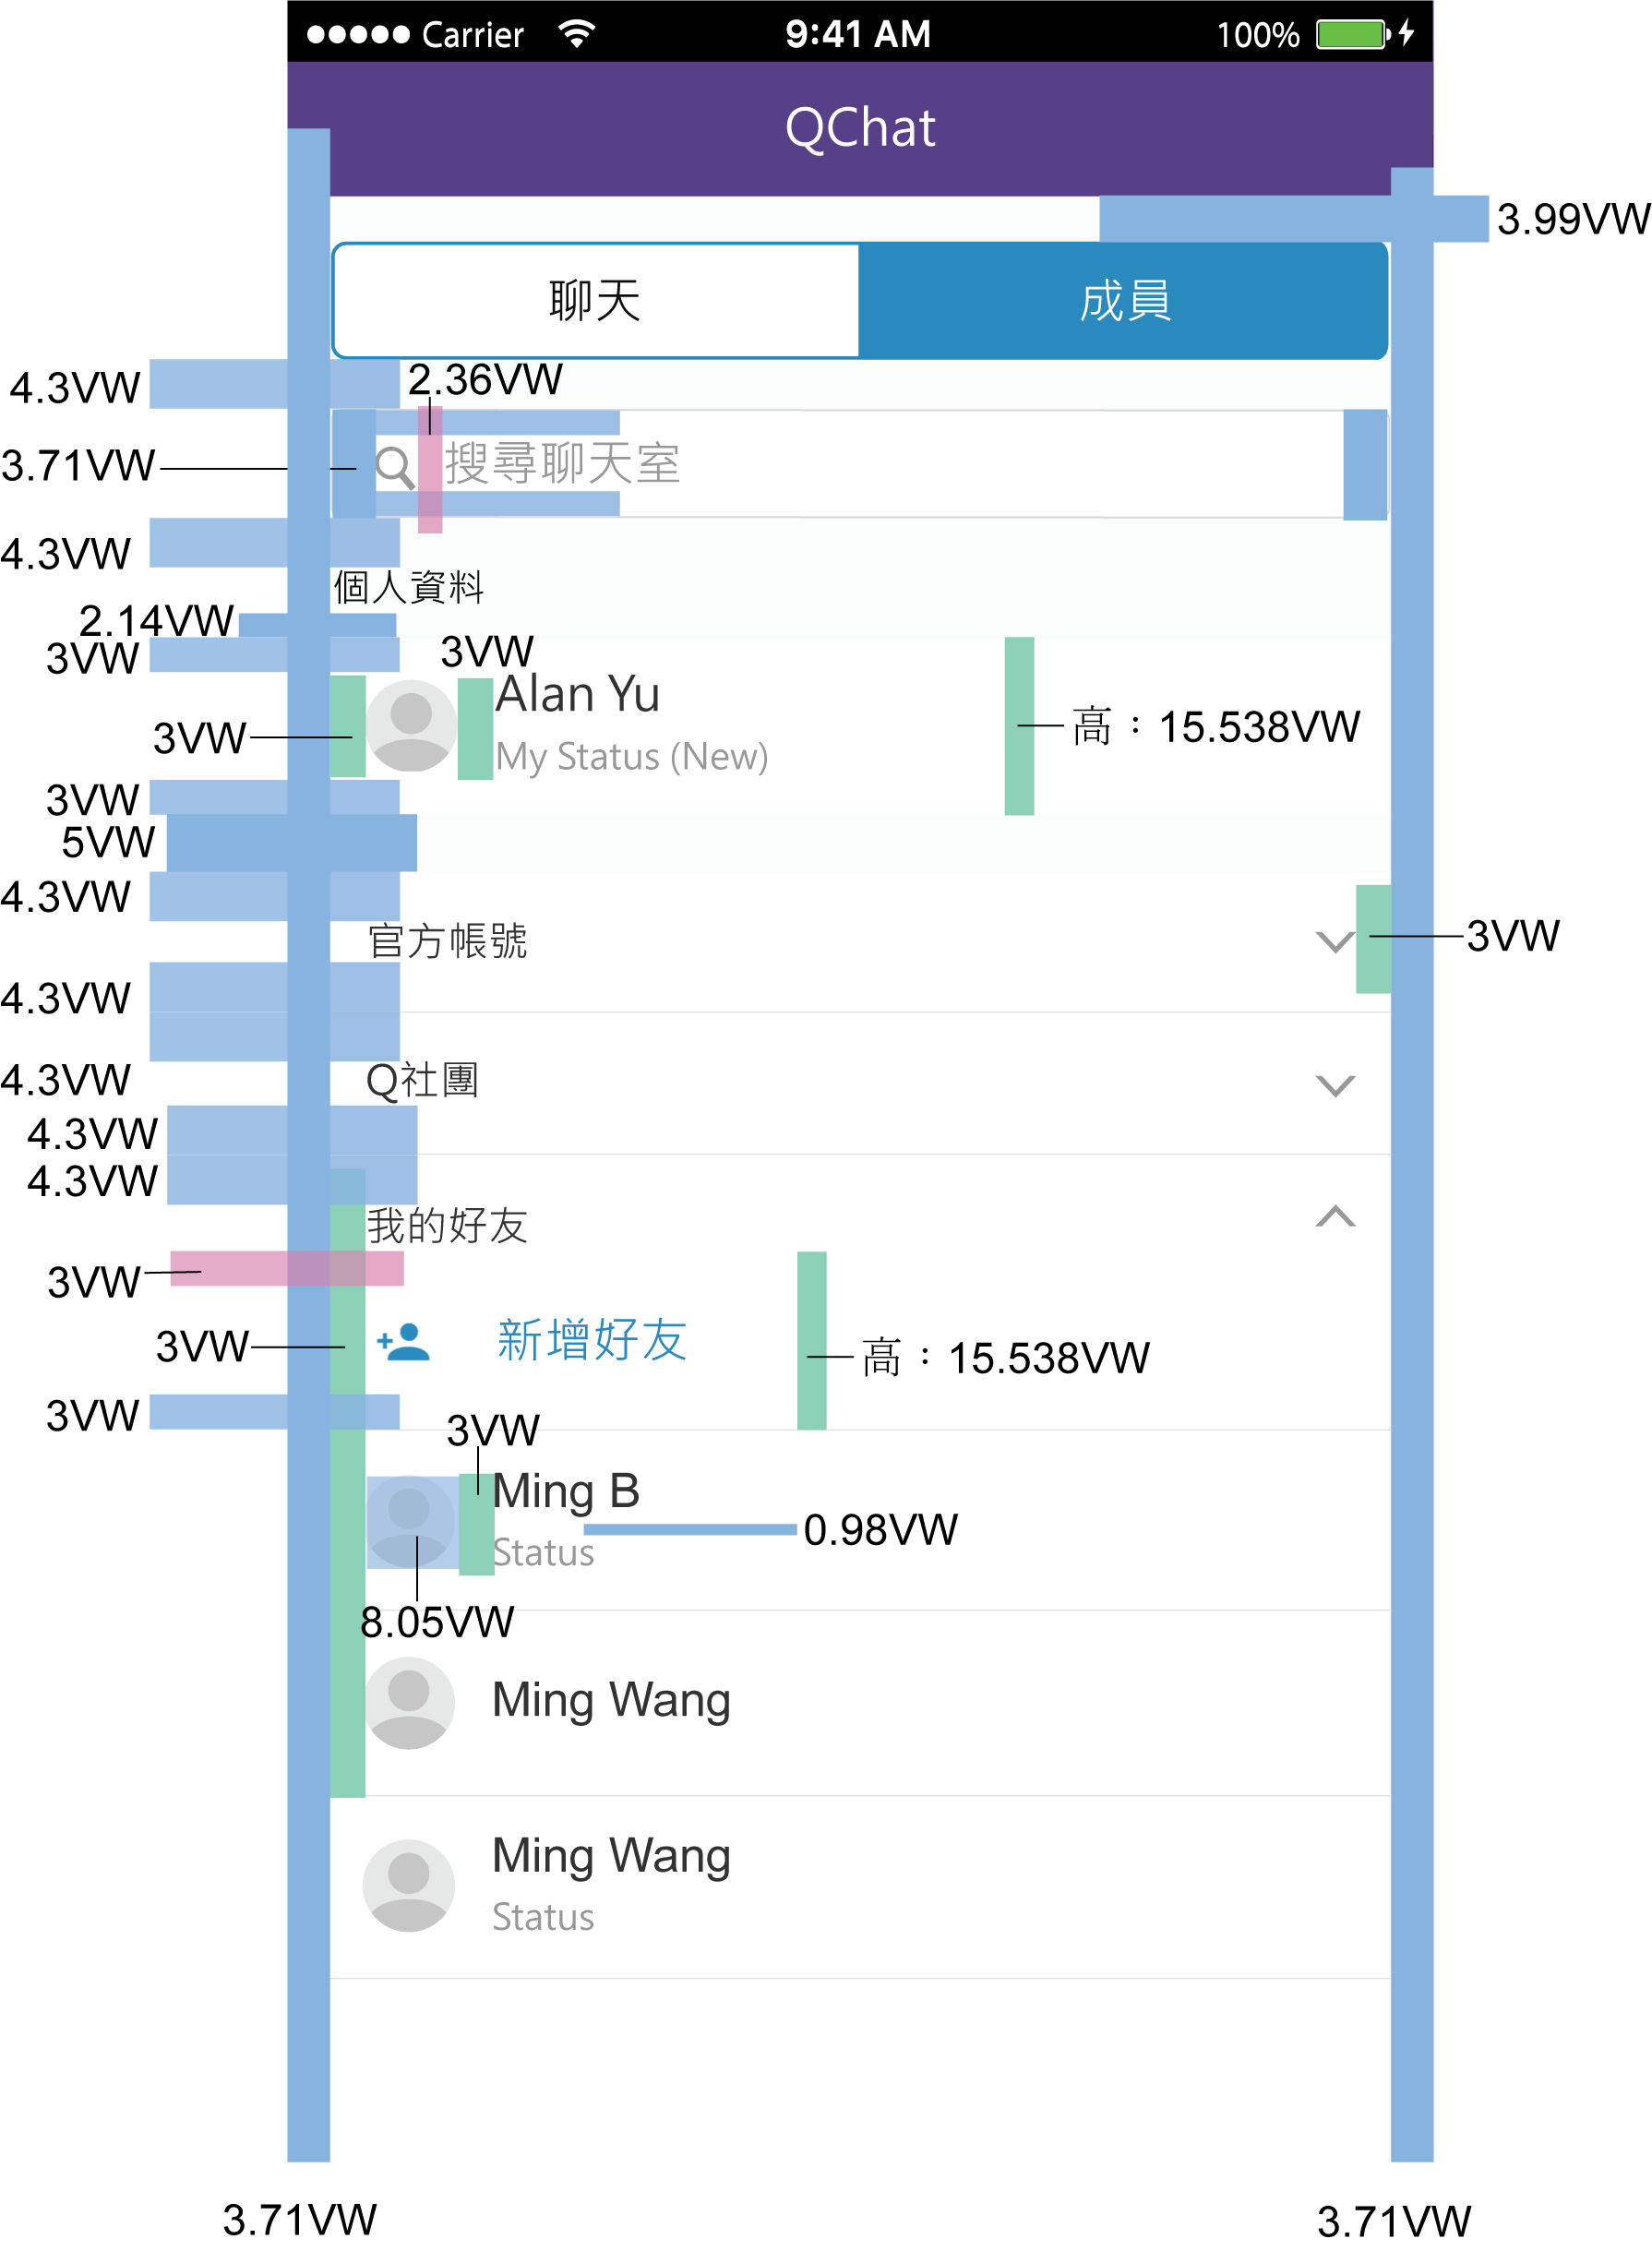 Carrier 9:41 AM 100%
QChat
3.99VW
聊天 成員
4.3VW
2.36VW
3.71VW
搜尋聊天室
4.3VW
個人資料
2.14VW
3VW
3VW
Alan Yu
3VW
My Status (New)
高：15.538VW
3VW
5VW
4.3VW
官方帳號
3VW
4.3VW
4.3VW
Q社團
4.3VW
4.3VW
我的好友
3VW
3VW
新增好友
高：15.538VW
3VW
3VW
Ming B
0.98VW
Status
8.05VW
Ming Wang
Ming Wang
Status
3.71VW
3.71VW